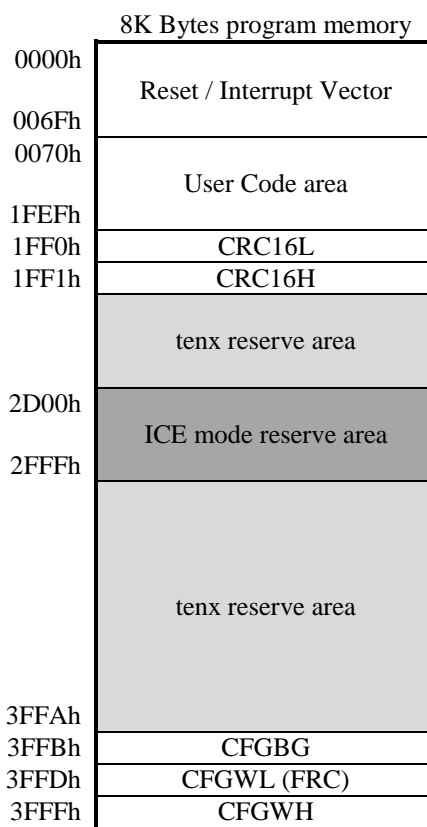 8K Bytes program memory
0000h
Reset / Interrupt Vector
006Fh
0070h
User Code area
1FEFh
1FF0h CRC16L
1FF1h CRC16H
tenx reserve area
2D00h
ICE mode reserve area
2FFFh
tenx reserve area
3FFAh
3FFBh CFGBG
3FFDh CFGWL (FRC)
3FFFh CFGWH